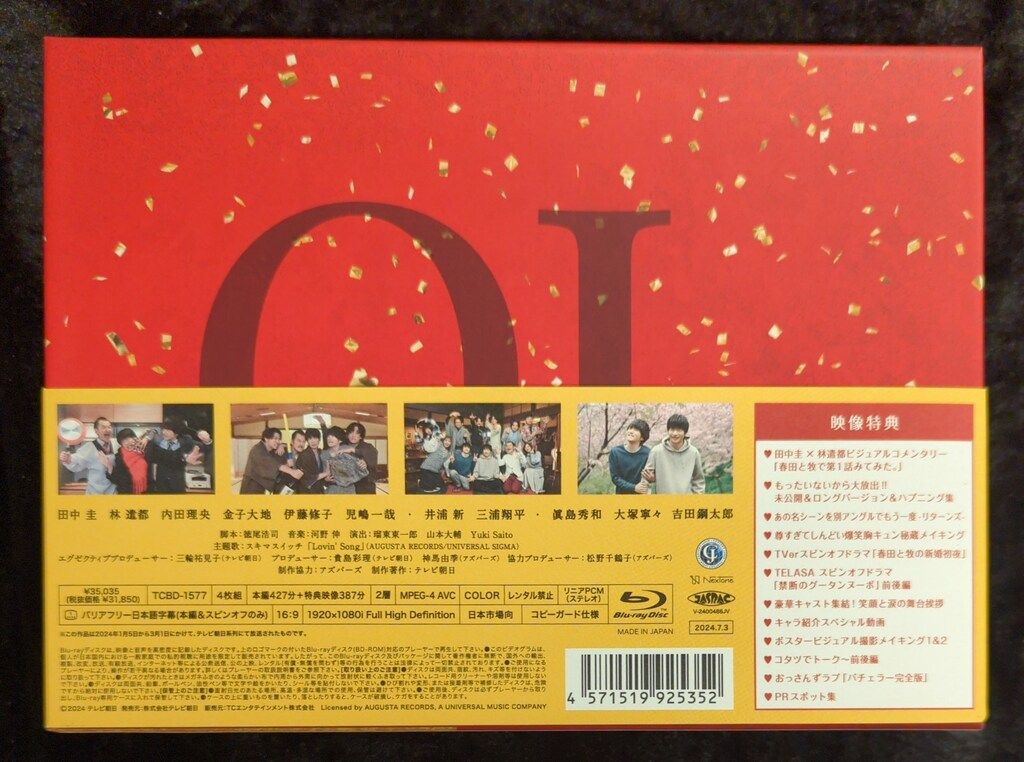 OL
田中 圭　林 遣都　内田理央　金子大地　伊藤修子　児嶋一哉 ・ 井浦 新　三浦翔平 ・ 眞島秀和　大塚寧々　吉田鋼太郎
脚本：徳尾浩司　音楽：河野 伸　演出：瑠東東一郎　山本大輔　Yuki Saito
主題歌：スキマスイッチ「Lovin' Song」(AUGUSTA RECORDS/UNIVERSAL SIGMA)
エグゼクティブプロデューサー：三輪祐見子(テレビ朝日)　プロデューサー：貴島彩理(テレビ朝日)　神馬由季(アズバーズ)　協力プロデューサー：松野千鶴子(アズバーズ)
制作協力：アズバーズ　制作著作：テレビ朝日
¥35,035
(税抜価格 ¥31,850)
TCBD-1577
4枚組
本編427分＋特典映像387分
2層
MPEG-4 AVC
COLOR
レンタル禁止
リニアPCM
(ステレオ)
バリアフリー日本語字幕(本編＆スピンオフのみ)
16:9
1920×1080i Full High Definition
日本市場向
コピーガード仕様
Blu-ray Disc
MADE IN JAPAN
※この作品は2024年1月5日から3月1日にかけて、テレビ朝日系列にて放送されたものです。
©2024 テレビ朝日　発売元：株式会社テレビ朝日　販売元：TCエンタテインメント株式会社　Licensed by AUGUSTA RECORDS, A UNIVERSAL MUSIC COMPANY
4 571519 925352
NexTone
JASRAC
V-2400486JV
2024.7.3
映像特典
♥田中圭×林遣都ビジュアルコメンタリー
「春田と牧で第1話みてみた。」
♥もったいないから大放出!!
未公開＆ロングバージョン＆ハプニング集
♥あの名シーンを別アングルでもう一度-リターンズ-
♥尊すぎてしんどい爆笑胸キュン秘蔵メイキング
♥TVerスピンオフドラマ「春田と牧の新婚初夜」
♥TELASA スピンオフドラマ
「禁断のグータンヌーボ」前後編
♥豪華キャスト集結！笑顔と涙の舞台挨拶
♥キャラ紹介スペシャル動画
♥ポスタービジュアル撮影メイキング1＆2
♥コタツでトーク～前後編
♥おっさんずラブ「バチェラー完全版」
♥PRスポット集